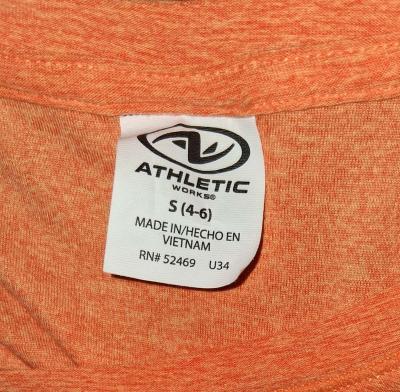 ATHLETIC
WORKS®
S (4-6)
MADE IN/HECHO EN
VIETNAM
RN# 52469 U34